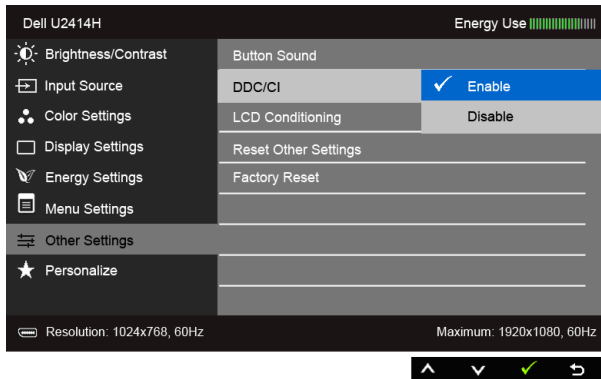 Dell U2414H
Energy Use
Brightness/Contrast
Button Sound
Input Source
DDC/CI
Enable
Color Settings
LCD Conditioning
Disable
Display Settings
Reset Other Settings
Energy Settings
Factory Reset
Menu Settings
Other Settings
Personalize
Resolution: 1024x768, 60Hz
Maximum: 1920x1080, 60Hz